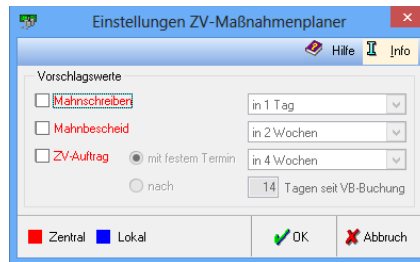 Einstellungen ZV-Maßnahmenplaner
Hilfe Info
Vorschlagswerte
Mahnschreiben in 1 Tag
Mahnbescheid in 2 Wochen
ZV-Auftrag mit festem Termin in 4 Wochen
nach 14 Tagen seit VB-Buchung
Zentral Lokal OK Abbruch